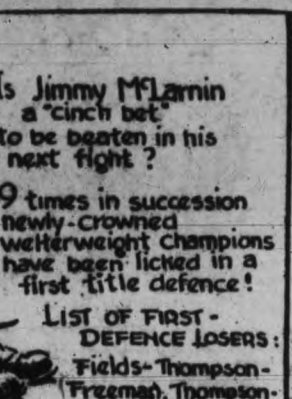 Is Jimmy McLarnin
a "cinch bet"
to be beaten in his
next fight?
9 times in succession
newly-crowned
welterweight champions
have been licked in a
first title defence!
LIST OF FIRST-
DEFENCE LOSERS:
Fields-Thompson-
Freeman, Thompson-